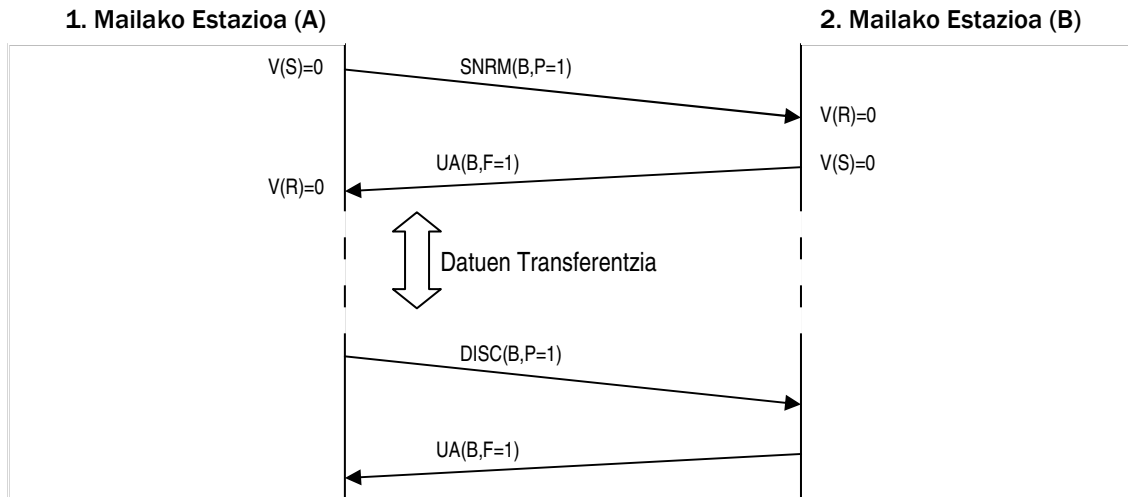 1. Mailako Estazioa (A)
2. Mailako Estazioa (B)
V(S)=0
SNRM(B,P=1)
V(R)=0
UA(B,F=1)
V(S)=0
V(R)=0
Datuen Transferentzia
DISC(B,P=1)
UA(B,F=1)